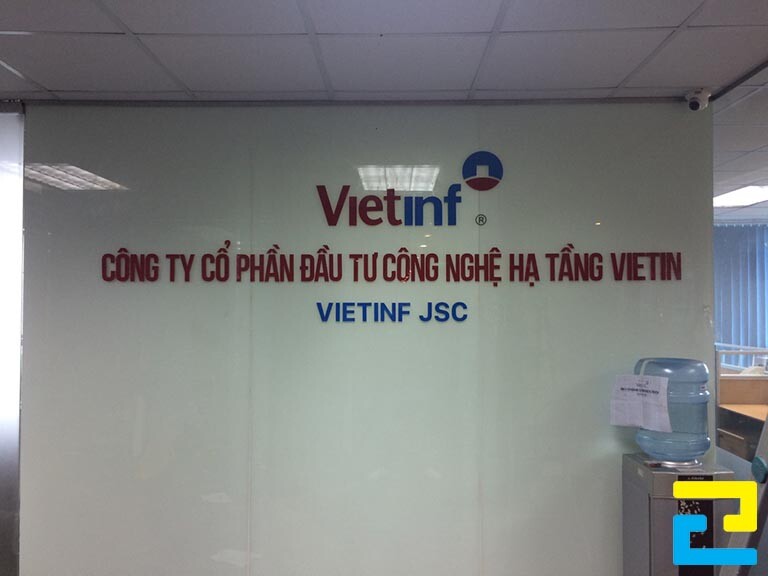 Vietinf ®
CÔNG TY CỔ PHẦN ĐẦU TƯ CÔNG NGHỆ HẠ TẦNG VIETIN
VIETINF JSC